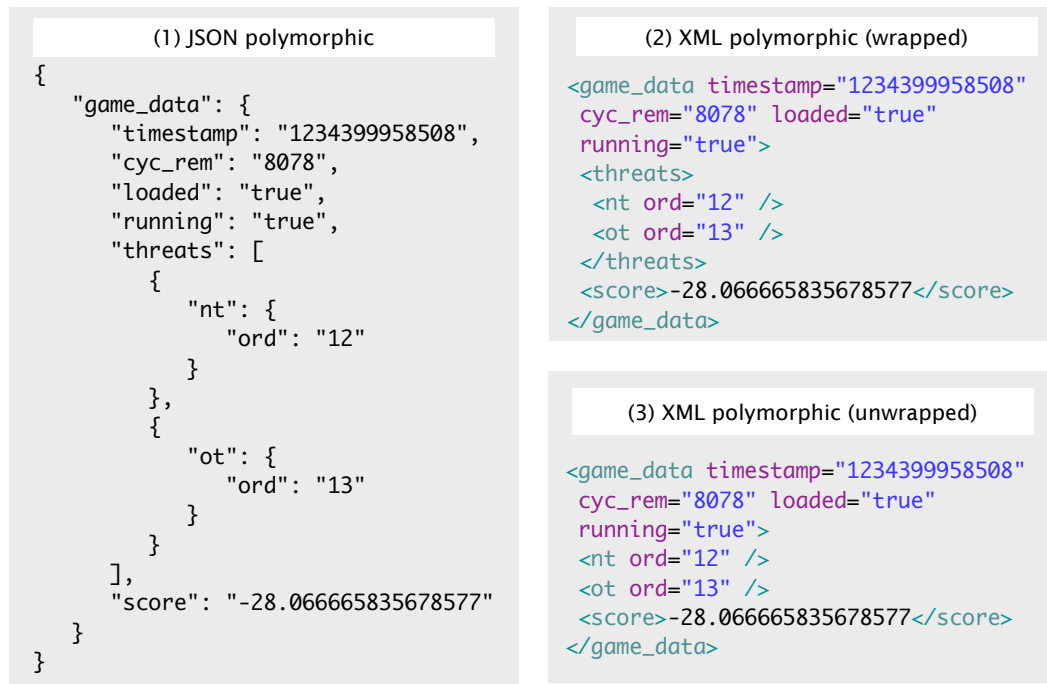 (1) JSON polymorphic
{
   "game_data": {
      "timestamp": "1234399958508",
      "cyc_rem": "8078",
      "loaded": "true",
      "running": "true",
      "threats": [
         {
            "nt": {
               "ord": "12"
            }
         },
         {
            "ot": {
               "ord": "13"
            }
         }
      ],
      "score": "-28.066665835678577"
   }
}
(2) XML polymorphic (wrapped)
<game_data timestamp="1234399958508"
 cyc_rem="8078" loaded="true"
 running="true">
 <threats>
  <nt ord="12" />
  <ot ord="13" />
 </threats>
 <score>-28.066665835678577</score>
</game_data>
(3) XML polymorphic (unwrapped)
<game_data timestamp="1234399958508"
 cyc_rem="8078" loaded="true"
 running="true">
 <nt ord="12" />
 <ot ord="13" />
 <score>-28.066665835678577</score>
</game_data>